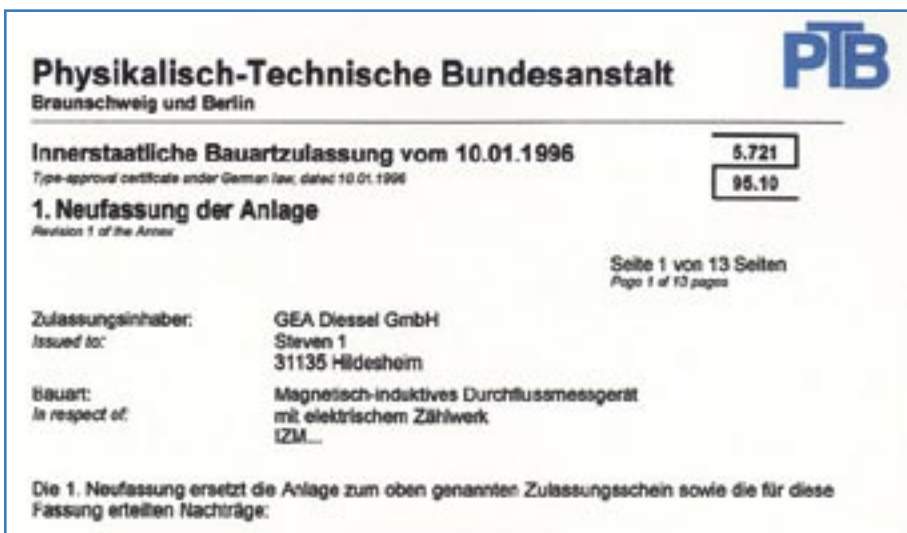 PTB
Physikalisch-Technische Bundesanstalt
Braunschweig und Berlin
Innerstaatliche Bauartzulassung vom 10.01.1996
5.721
Type-approval certificate under German law, dated 10.01.1996
95.10
1. Neufassung der Anlage
Revision 1 of the Annex
Seite 1 von 13 Seiten
Page 1 of 13 pages
Zulassungsinhaber:
GEA Diessel GmbH
Issued to:
Steven 1
31135 Hildesheim
Bauart:
Magnetisch-induktives Durchflussmessgerät
In respect of:
mit elektrischem Zählwerk
IZM...
Die 1. Neufassung ersetzt die Anlage zum oben genannten Zulassungsschein sowie die für diese
Fassung erteilten Nachträge: